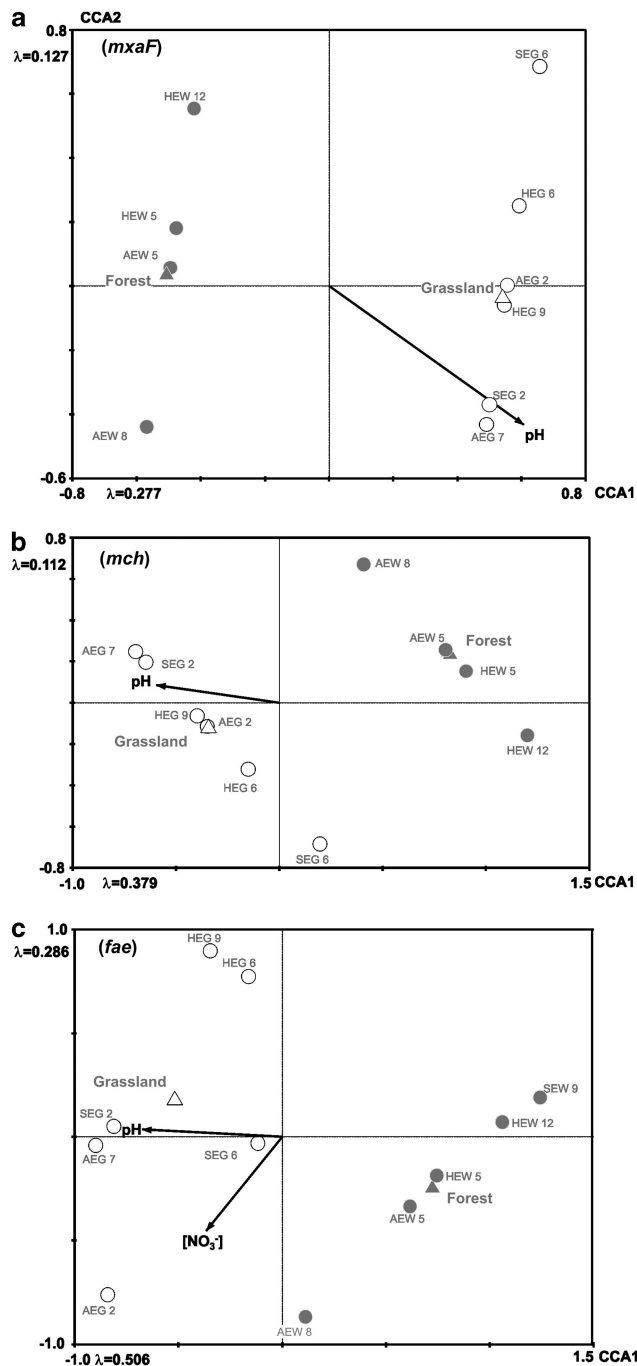 a
CCA2
0.8
λ=0.127
(mxaF)
SEG 6
HEW 12
HEG 6
HEW 5
AEW 5
Forest
Grassland
AEG 2
HEG 9
SEG 2
AEW 8
AEG 7
pH
-0.6
-0.8
λ=0.277
0.8
CCA1
b
0.8
λ=0.112
(mch)
AEW 8
AEG 7
SEG 2
AEW 5
Forest
HEW 5
pH
HEG 9
AEG 2
Grassland
HEW 12
HEG 6
SEG 6
-0.8
-1.0
λ=0.379
1.5 CCA1
c
1.0
λ=0.286
(fae)
HEG 9
HEG 6
Grassland
SEW 9
SEG 2
pH
HEW 12
AEG 7
SEG 6
HEW 5
Forest
AEW 5
[NO₃⁻]
AEG 2
AEW 8
-1.0
-1.0 λ=0.506
1.5
CCA1